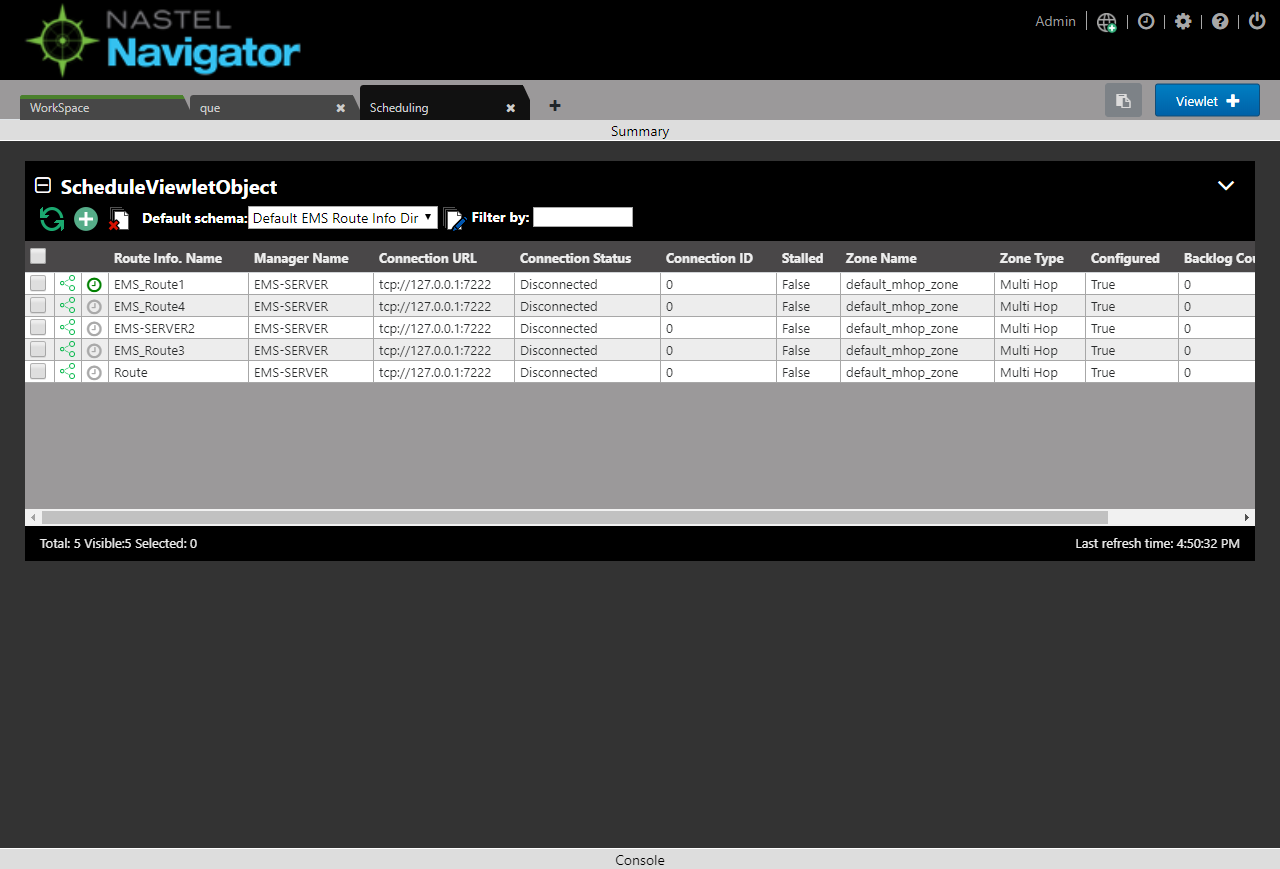 NASTEL
Navigator
Admin
WorkSpace que Scheduling
Viewlet
Summary
ScheduleViewletObject
Default schema: Default EMS Route Info Dir Filter by:
Route Info. Name Manager Name Connection URL Connection Status Connection ID Stalled Zone Name Zone Type Configured Backlog Cou
EMS_Route1 EMS-SERVER tcp://127.0.0.1:7222 Disconnected 0 False default_mhop_zone Multi Hop True 0
EMS_Route4 EMS-SERVER tcp://127.0.0.1:7222 Disconnected 0 False default_mhop_zone Multi Hop True 0
EMS-SERVER2 EMS-SERVER tcp://127.0.0.1:7222 Disconnected 0 False default_mhop_zone Multi Hop True 0
EMS_Route3 EMS-SERVER tcp://127.0.0.1:7222 Disconnected 0 False default_mhop_zone Multi Hop True 0
Route EMS-SERVER tcp://127.0.0.1:7222 Disconnected 0 False default_mhop_zone Multi Hop True 0
Total: 5 Visible:5 Selected: 0 Last refresh time: 4:50:32 PM
Console